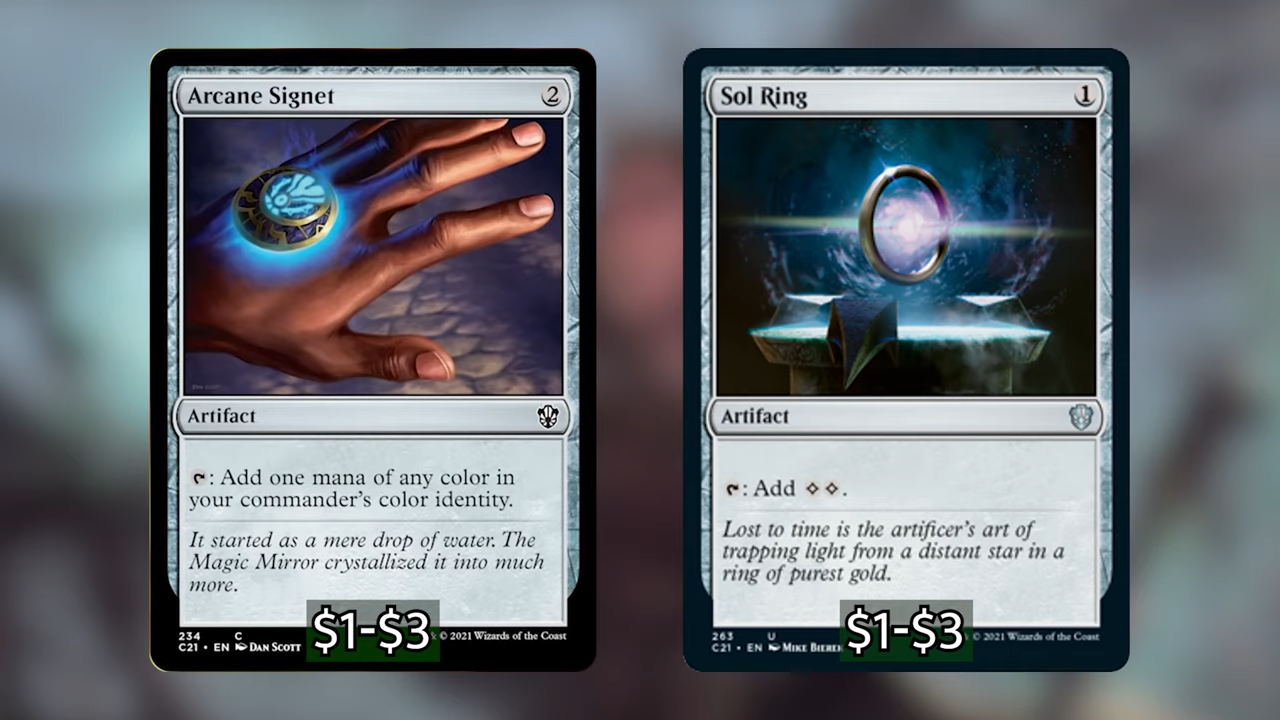 Arcane Signet 2
Artifact
: Add one mana of any color in
your commander's color identity.
It started as a mere drop of water. The
Magic Mirror crystallized it into much
more.
234 C
C21 • EN DAN SCOTT
© 2021 Wizards of the Coast
$1-$3
Sol Ring 1
Artifact
: Add .
Lost to time is the artificer's art of
trapping light from a distant star in a
ring of purest gold.
263 U
C21 • EN MIKE
© 2021 Wizards of the Coast
$1-$3